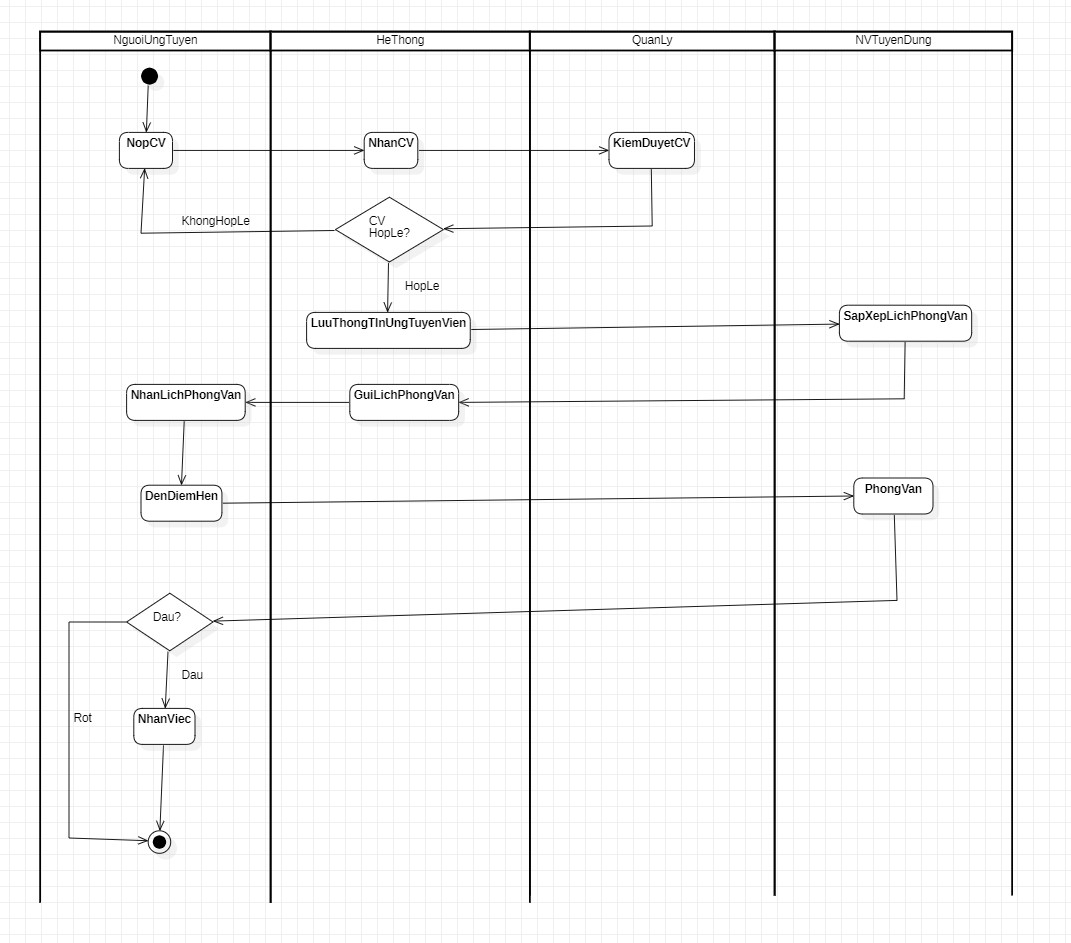 NguoiUngTuyen
HeThong
QuanLy
NVTuyenDung
NopCV
NhanCV
KiemDuyetCV
KhongHopLe
CV
HopLe?
HopLe
LuuThongTInUngTuyenVien
SapXepLichPhongVan
NhanLichPhongVan
GuiLichPhongVan
DenDiemHen
PhongVan
Dau?
Dau
Rot
NhanViec